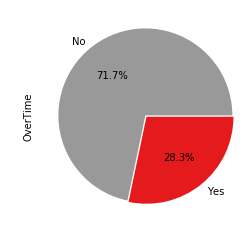 No
71.7%
OverTime
28.3%
Yes